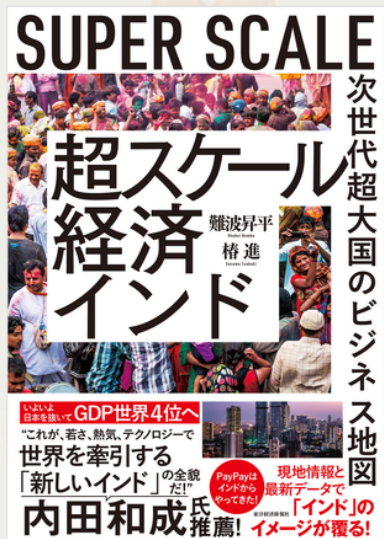 SUPER SCALE
次世代超大国のビジネス地図
超スケール
経済
インド
難波昇平
Shohei Namba
椿 進
Susumu Tsubaki
いよいよ
日本を抜いて
GDP世界4位へ
“これが、若さ、熱気、テクノロジーで
世界を牽引する
「新しいインド」の全貌
だ!”
内田和成氏
推薦!
PayPayは
インドから
やってきた!
現地情報と
最新データで
「インド」の
イメージが覆る!
東洋経済新報社